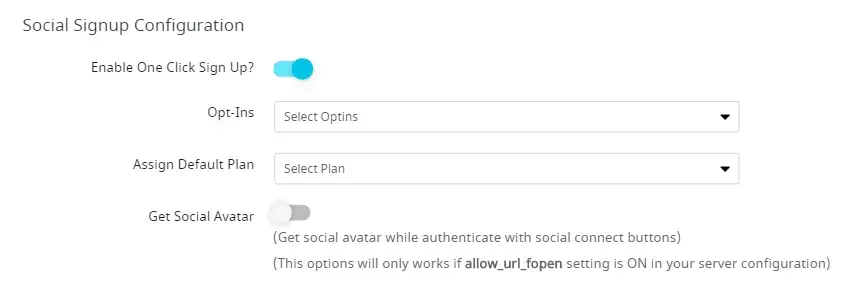 Social Signup Configuration
Enable One Click Sign Up?
Opt-Ins
Select Optins
Assign Default Plan
Select Plan
Get Social Avatar
(Get social avatar while authenticate with social connect buttons)
(This options will only works if allow_url_fopen setting is ON in your server configuration)